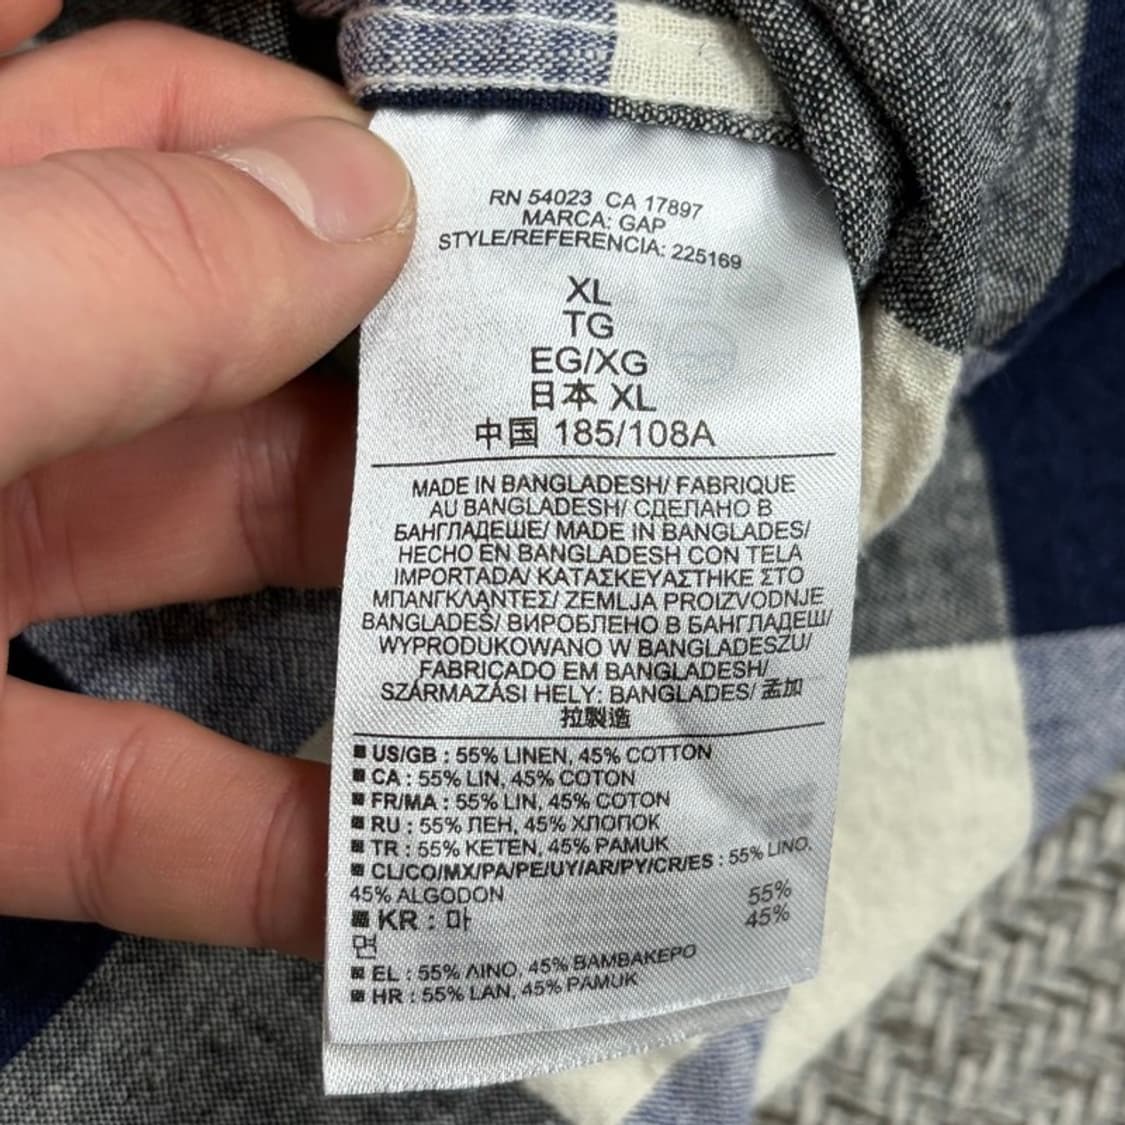 RN 54023 CA 17897
MARCA: GAP
STYLE/REFERENCIA: 225169
XL
TG
EG/XG
日本 XL
中国 185/108A
MADE IN BANGLADESH/ FABRIQUE
AU BANGLADESH/ СДЕЛАНО В
БАНГЛАДЕШЕ/ MADE IN BANGLADES/
HECHO EN BANGLADESH CON TELA
IMPORTADA/ ΚΑΤΑΣΚΕΥΑΣΤΗΚΕ ΣΤΟ
ΜΠΑΝΓΚΛΑΝΤΕΣ/ ZEMLJA PROIZVODNJE
BANGLADEŠ/ ВИРОБЛЕНО В БАНГЛАДЕШ/
WYPRODUKOWANO W BANGLADESZU/
FABRICADO EM BANGLADESH/
SZÁRMAZÁSI HELY: BANGLADES/ 孟加
拉製造
US/GB : 55% LINEN, 45% COTTON
CA : 55% LIN, 45% COTON
FR/MA : 55% LIN, 45% COTON
RU : 55% ЛЕН, 45% ХЛОПОК
TR : 55% KETEN, 45% PAMUK
CL/CO/MX/PA/PE/UY/AR/PY/CR/ES : 55% LINO,
45% ALGODON
KR : 마 55%
면 45%
EL : 55% ΛΙΝΟ, 45% ΒΑΜΒΑΚΕΡΟ
HR : 55% LAN, 45% PAMUK